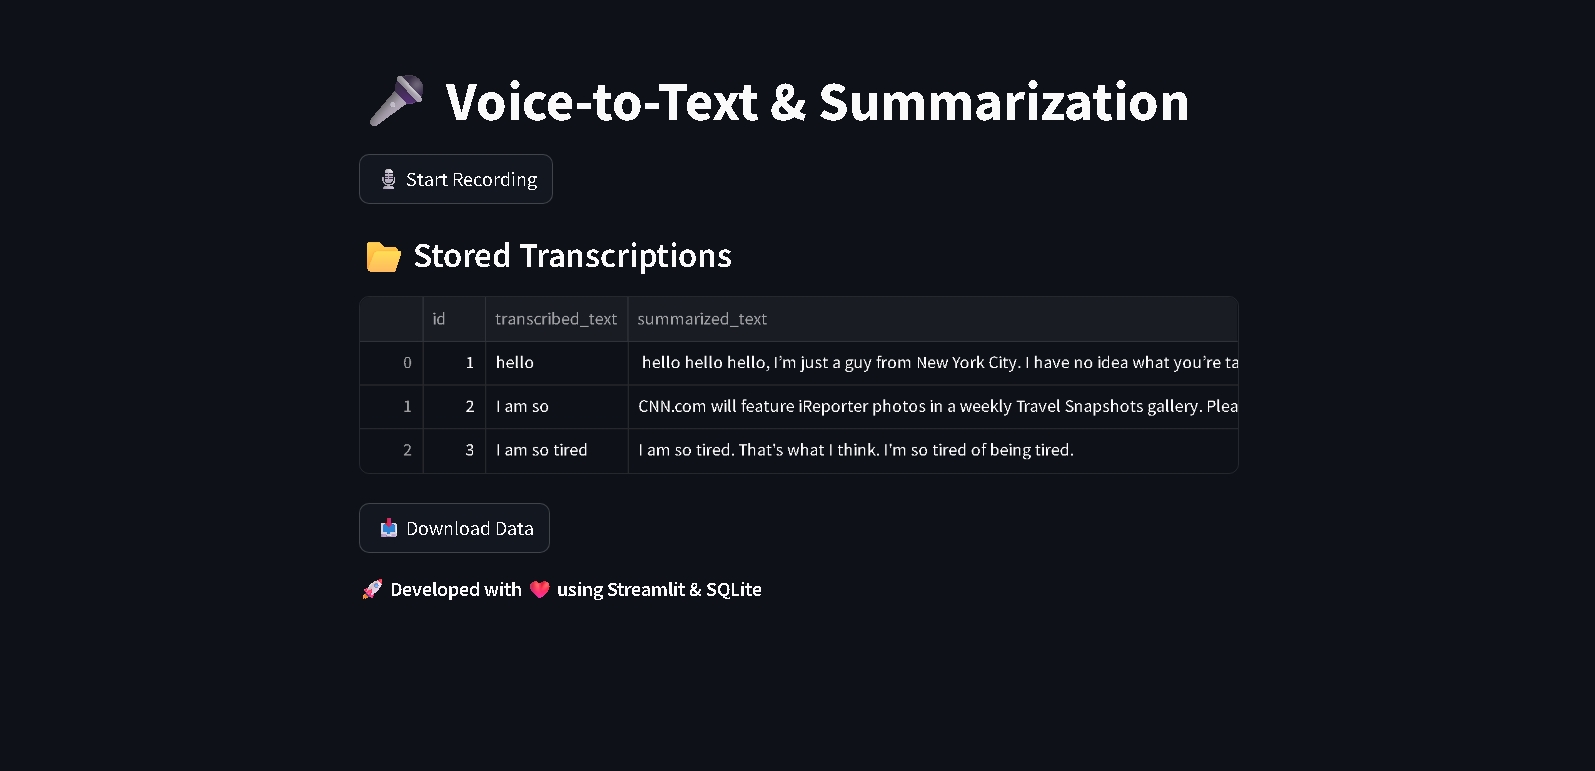 Voice-to-Text & Summarization
Start Recording
Stored Transcriptions
id transcribed_text summarized_text
0 1 hello hello hello hello, I'm just a guy from New York City. I have no idea what you're ta
1 2 I am so CNN.com will feature iReporter photos in a weekly Travel Snapshots gallery. Plea
2 3 I am so tired I am so tired. That's what I think. I'm so tired of being tired.
Download Data
Developed with ❤️ using Streamlit & SQLite